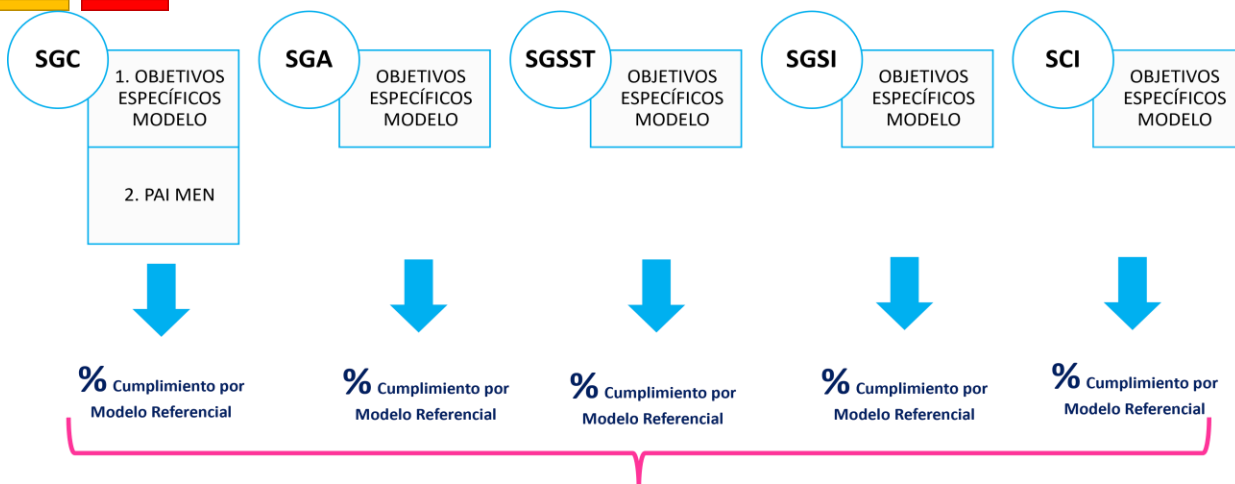 SGC
1. OBJETIVOS
ESPECÍFICOS
MODELO
2. PAI MEN
SGA
OBJETIVOS
ESPECÍFICOS
MODELO
SGSST
OBJETIVOS
ESPECÍFICOS
MODELO
SGSI
OBJETIVOS
ESPECÍFICOS
MODELO
SCI
OBJETIVOS
ESPECÍFICOS
MODELO
% Cumplimiento por
Modelo Referencial
% Cumplimiento por
Modelo Referencial
% Cumplimiento por
Modelo Referencial
% Cumplimiento por
Modelo Referencial
% Cumplimiento por
Modelo Referencial